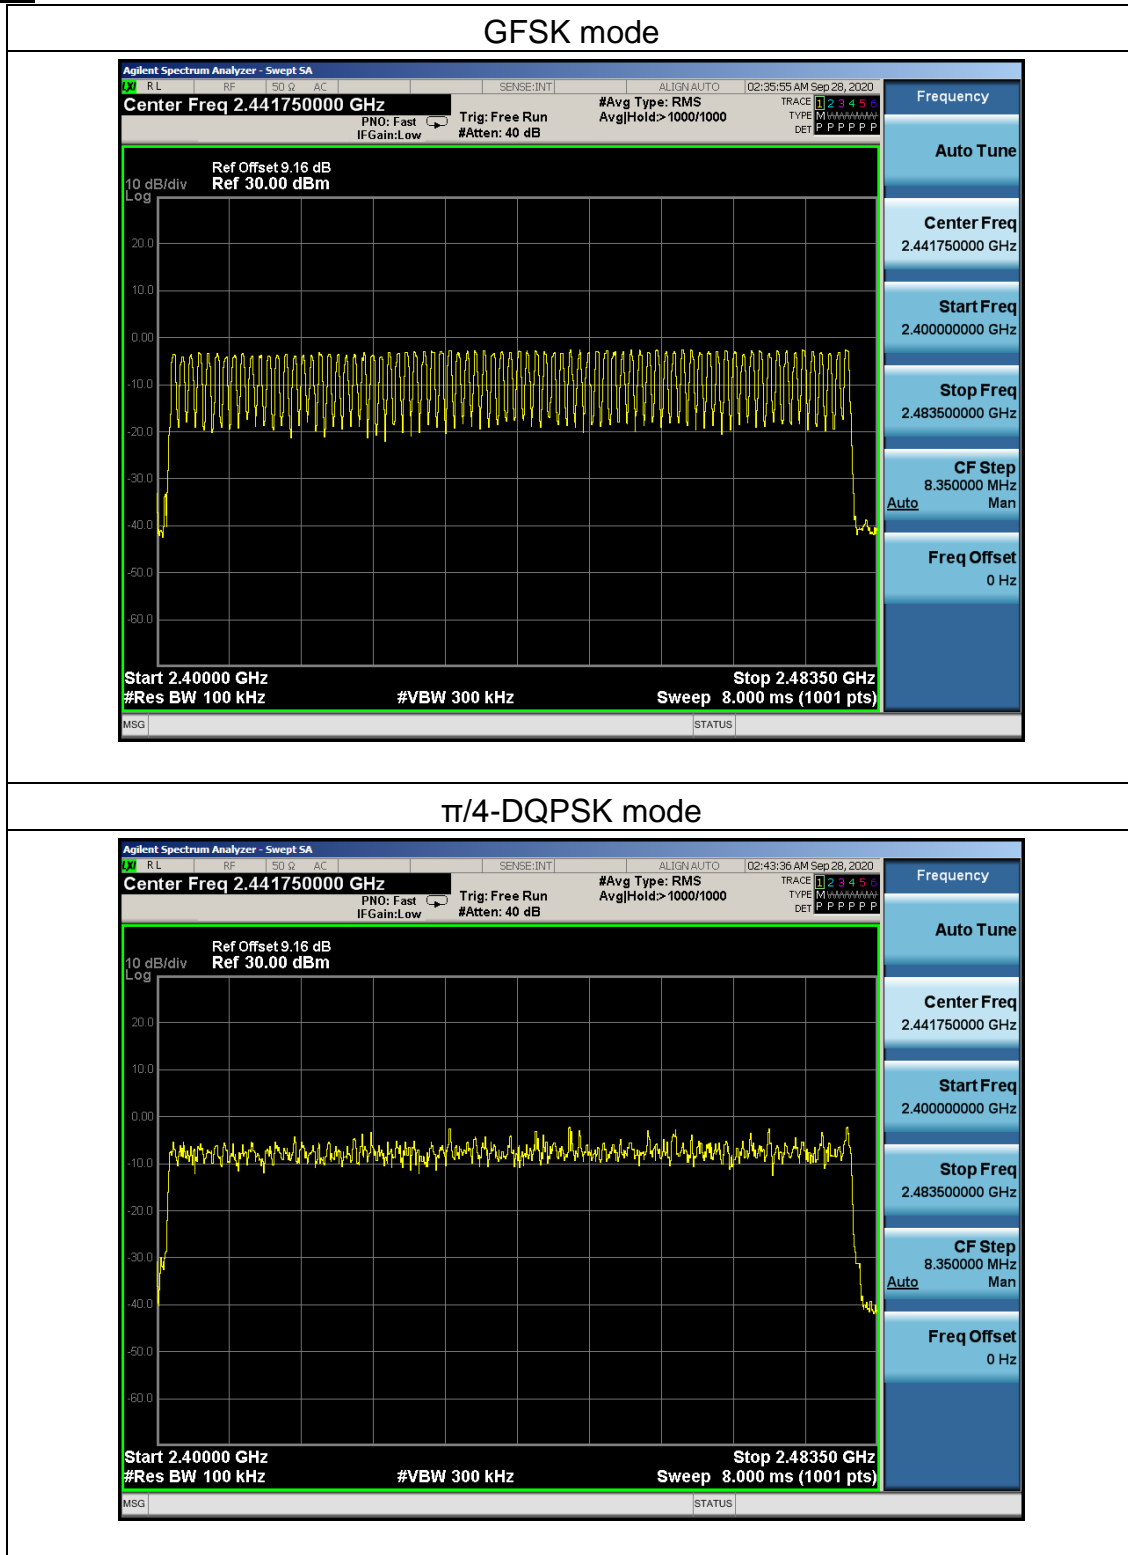 GFSK mode
Agilent Spectrum Analyzer - Swept SA
LXI RL RF 50 Ω AC SENSE:INT ALIGN AUTO 02:35:55 AM Sep 28, 2020
Center Freq 2.441750000 GHz
PNO: Fast
IFGain:Low
Trig: Free Run
#Atten: 40 dB
#Avg Type: RMS
Avg|Hold:>1000/1000
TRACE 1 2 3 4 5 6
TYPE M WWWWW
DET P P P P P P
Ref Offset 9.16 dB
10 dB/div Ref 30.00 dBm
Log
20.0
10.0
0.00
-10.0
-20.0
-30.0
-40.0
-50.0
-60.0
Start 2.40000 GHz Stop 2.48350 GHz
#Res BW 100 kHz #VBW 300 kHz Sweep 8.000 ms (1001 pts)
MSG STATUS
Frequency
Auto Tune
Center Freq
2.441750000 GHz
Start Freq
2.400000000 GHz
Stop Freq
2.483500000 GHz
CF Step
8.350000 MHz
Auto Man
Freq Offset
0 Hz
π/4-DQPSK mode
Agilent Spectrum Analyzer - Swept SA
LXI RL RF 50 Ω AC SENSE:INT ALIGN AUTO 02:43:36 AM Sep 28, 2020
Center Freq 2.441750000 GHz
PNO: Fast
IFGain:Low
Trig: Free Run
#Atten: 40 dB
#Avg Type: RMS
Avg|Hold:>1000/1000
TRACE 1 2 3 4 5 6
TYPE M WWWWW
DET P P P P P P
Ref Offset 9.16 dB
10 dB/div Ref 30.00 dBm
Log
20.0
10.0
0.00
-10.0
-20.0
-30.0
-40.0
-50.0
-60.0
Start 2.40000 GHz Stop 2.48350 GHz
#Res BW 100 kHz #VBW 300 kHz Sweep 8.000 ms (1001 pts)
MSG STATUS
Frequency
Auto Tune
Center Freq
2.441750000 GHz
Start Freq
2.400000000 GHz
Stop Freq
2.483500000 GHz
CF Step
8.350000 MHz
Auto Man
Freq Offset
0 Hz